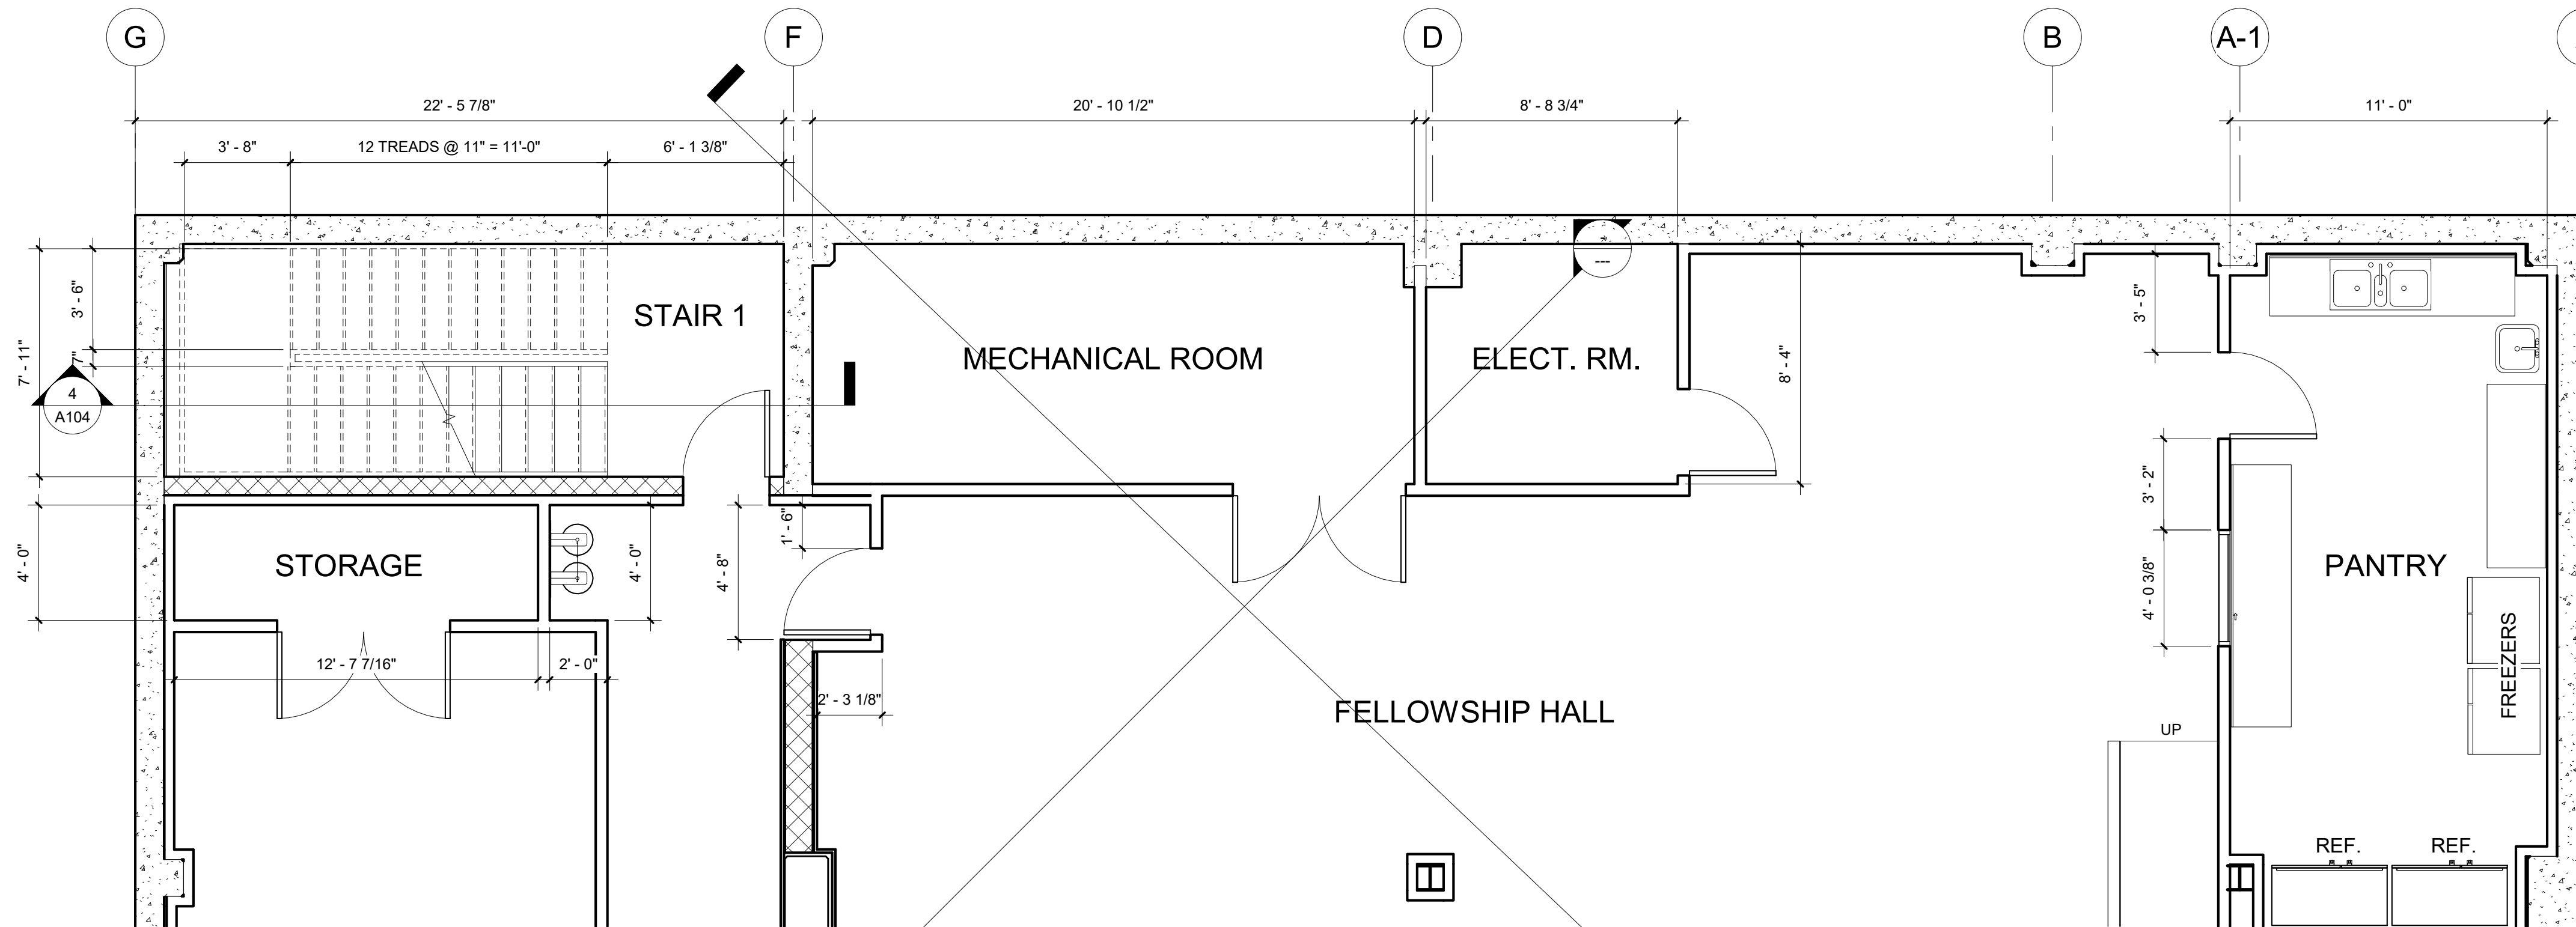 G
F
D
B
A-1
22' - 5 7/8"
20' - 10 1/2"
8' - 8 3/4"
11' - 0"
3' - 8"
12 TREADS @ 11" = 11'-0"
6' - 1 3/8"
3' - 6"
7"
7' - 11"
4
A104
STAIR 1
MECHANICAL ROOM
ELECT. RM.
---
8' - 4"
3' - 5"
3' - 2"
4' - 0 3/8"
4' - 0"
STORAGE
4' - 0"
4' - 8"
1' - 6"
12' - 7 7/16"
2' - 0"
2' - 3 1/8"
FELLOWSHIP HALL
UP
PANTRY
FREEZERS
REF.
REF.